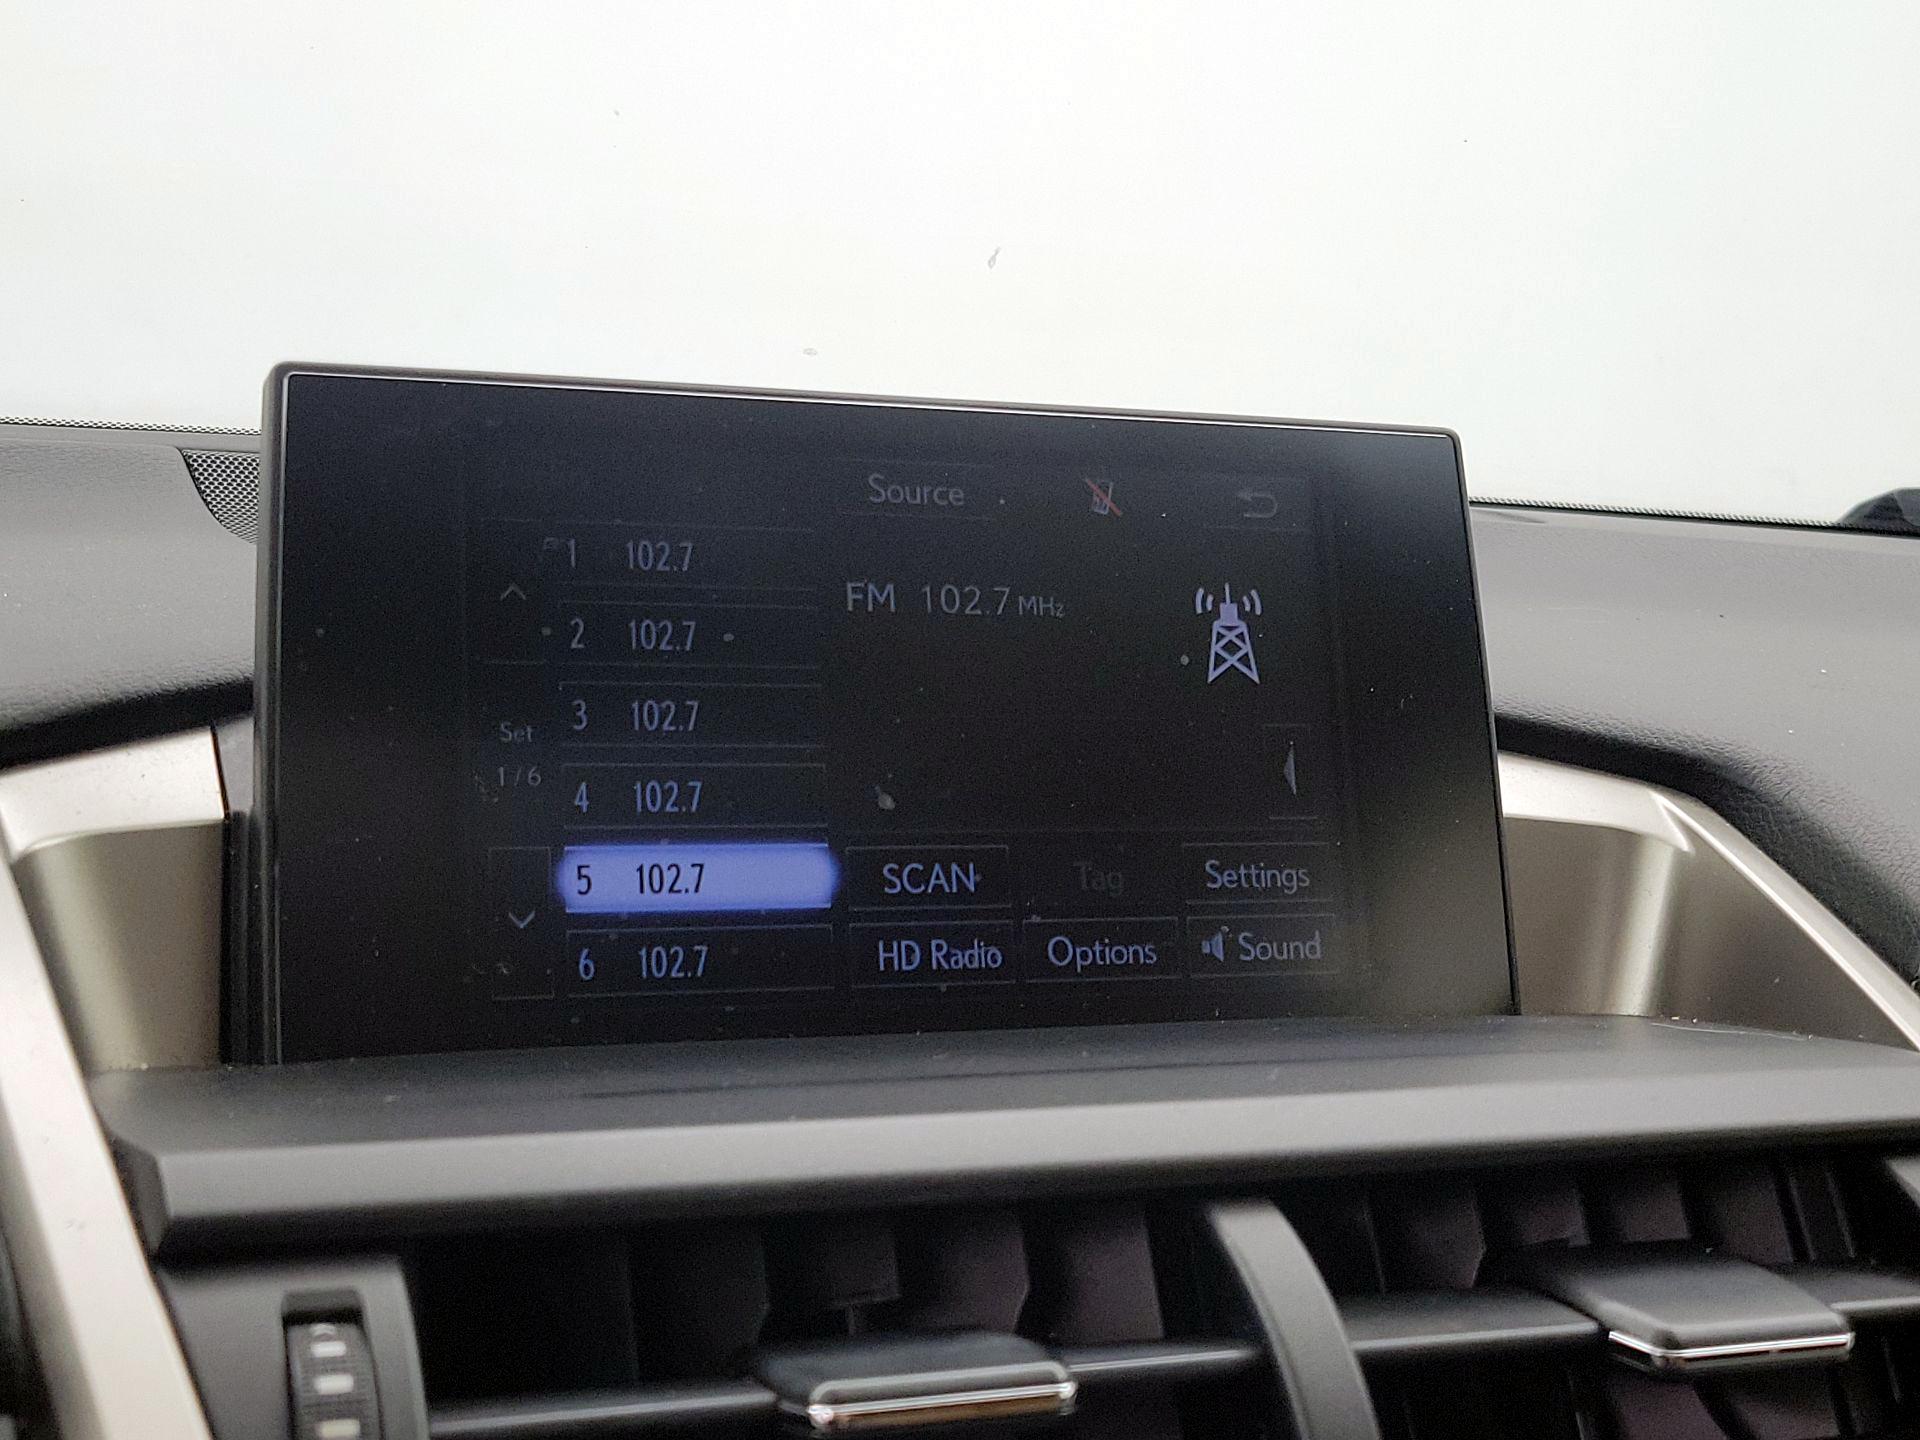 Source
1 102.7
2 102.7
3 102.7
4 102.7
5 102.7
6 102.7
Set
1/6
FM 102.7 MHz
SCAN
Tag
Settings
HD Radio
Options
Sound